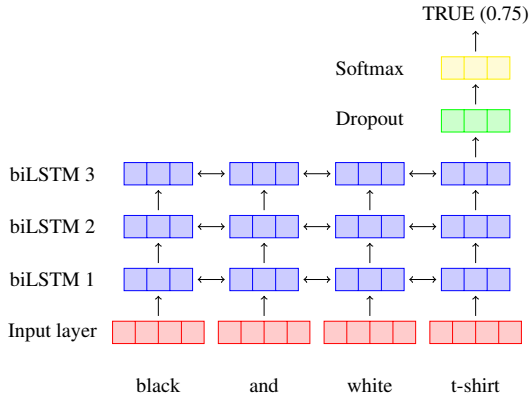 TRUE (0.75)
Softmax
Dropout
biLSTM 3
biLSTM 2
biLSTM 1
Input layer
black and white t-shirt